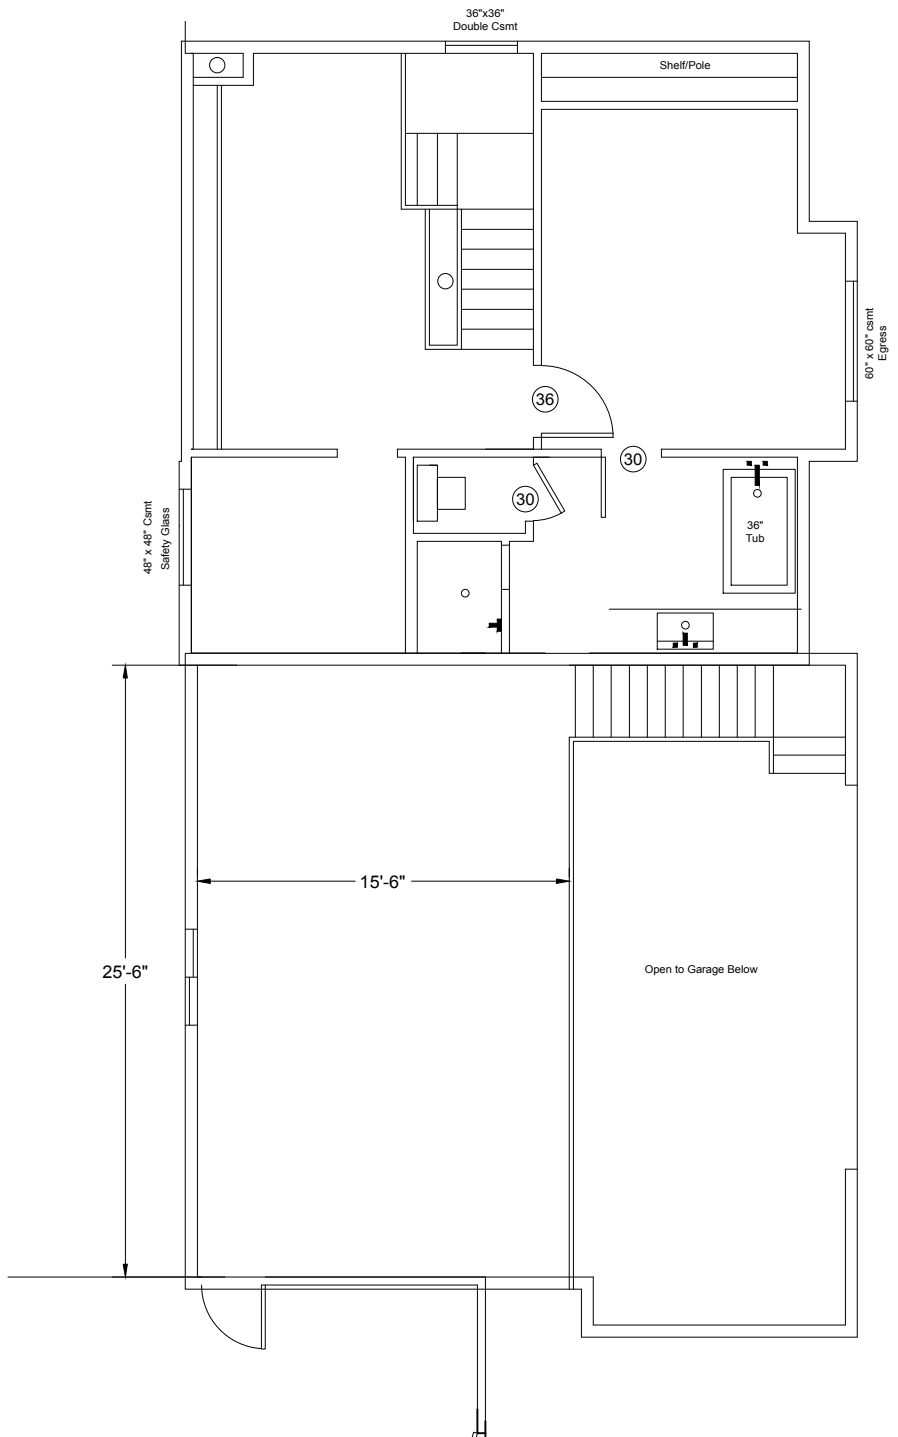 36"x36"
Double Csmt
Shelf/Pole
60" x 60" csmt
Egress
36
30
30
48" x 48" Csmt
Safety Glass
36"
Tub
15'-6"
25'-6"
Open to Garage Below